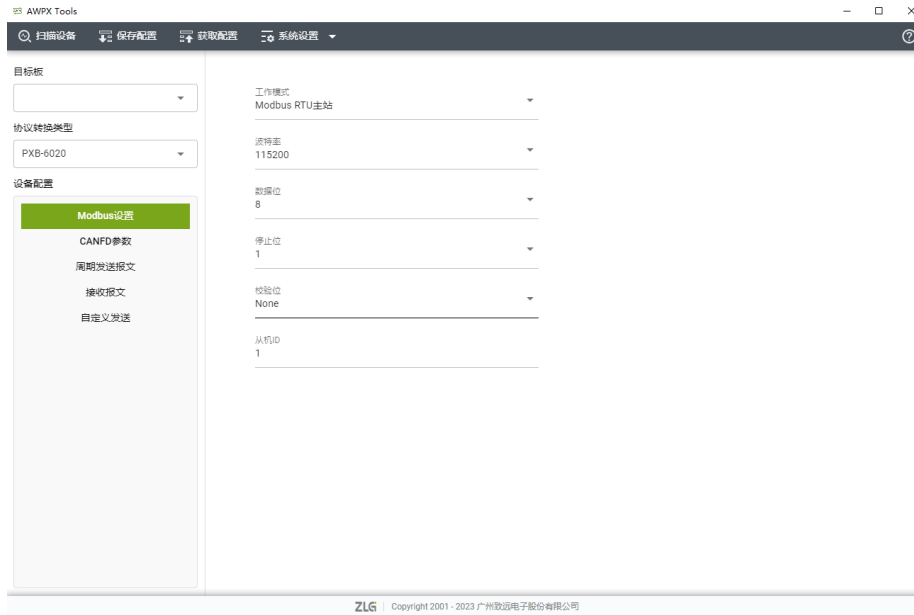 AWPX Tools
扫描设备 保存配置 获取配置 系统设置
目标板
协议转换类型
PXB-6020
设备配置
Modbus设置
CANFD参数
周期发送报文
接收报文
自定义发送
工作模式
Modbus RTU主站
波特率
115200
数据位
8
停止位
1
校验位
None
从机ID
1
ZLG | Copyright 2001 - 2023 广州致远电子股份有限公司